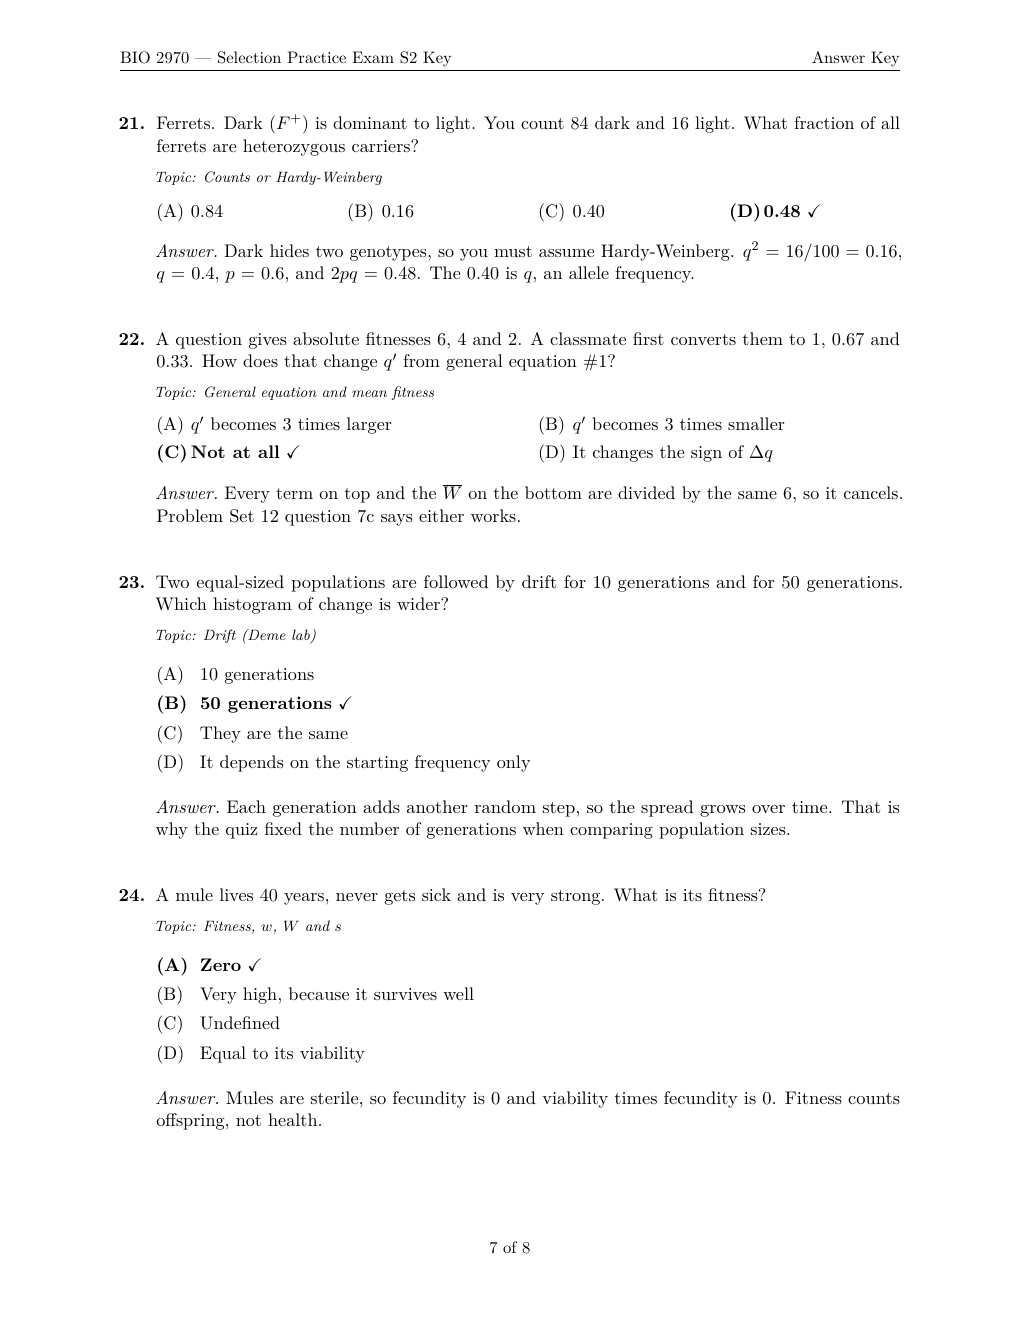 BIO 2970 — Selection Practice Exam S2 Key
Answer Key
21. Ferrets. Dark (F⁺) is dominant to light. You count 84 dark and 16 light. What fraction of all
ferrets are heterozygous carriers?
Topic: Counts or Hardy-Weinberg
(A) 0.84 (B) 0.16 (C) 0.40 (D) 0.48 ✓
Answer. Dark hides two genotypes, so you must assume Hardy-Weinberg. q² = 16/100 = 0.16,
q = 0.4, p = 0.6, and 2pq = 0.48. The 0.40 is q, an allele frequency.
22. A question gives absolute fitnesses 6, 4 and 2. A classmate first converts them to 1, 0.67 and
0.33. How does that change q′ from general equation #1?
Topic: General equation and mean fitness
(A) q′ becomes 3 times larger (B) q′ becomes 3 times smaller
(C) Not at all ✓ (D) It changes the sign of Δq
Answer. Every term on top and the W̅ on the bottom are divided by the same 6, so it cancels.
Problem Set 12 question 7c says either works.
23. Two equal-sized populations are followed by drift for 10 generations and for 50 generations.
Which histogram of change is wider?
Topic: Drift (Deme lab)
(A) 10 generations
(B) 50 generations ✓
(C) They are the same
(D) It depends on the starting frequency only
Answer. Each generation adds another random step, so the spread grows over time. That is
why the quiz fixed the number of generations when comparing population sizes.
24. A mule lives 40 years, never gets sick and is very strong. What is its fitness?
Topic: Fitness, w, W and s
(A) Zero ✓
(B) Very high, because it survives well
(C) Undefined
(D) Equal to its viability
Answer. Mules are sterile, so fecundity is 0 and viability times fecundity is 0. Fitness counts
offspring, not health.
7 of 8